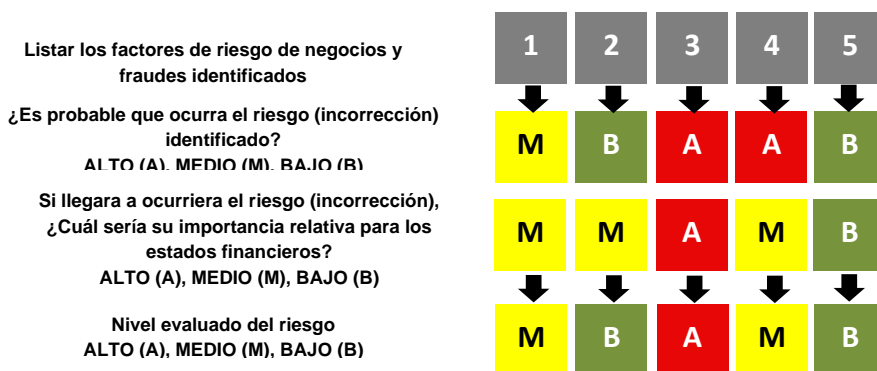 Listar los factores de riesgo de negocios y
fraudes identificados
1 2 3 4 5
¿Es probable que ocurra el riesgo (incorrección)
identificado?
ALTO (A), MEDIO (M), BAJO (B)
M B A A B
Si llegara a ocurriera el riesgo (incorrección),
¿Cuál sería su importancia relativa para los
estados financieros?
ALTO (A), MEDIO (M), BAJO (B)
M M A M B
Nivel evaluado del riesgo
ALTO (A), MEDIO (M), BAJO (B)
M B A M B